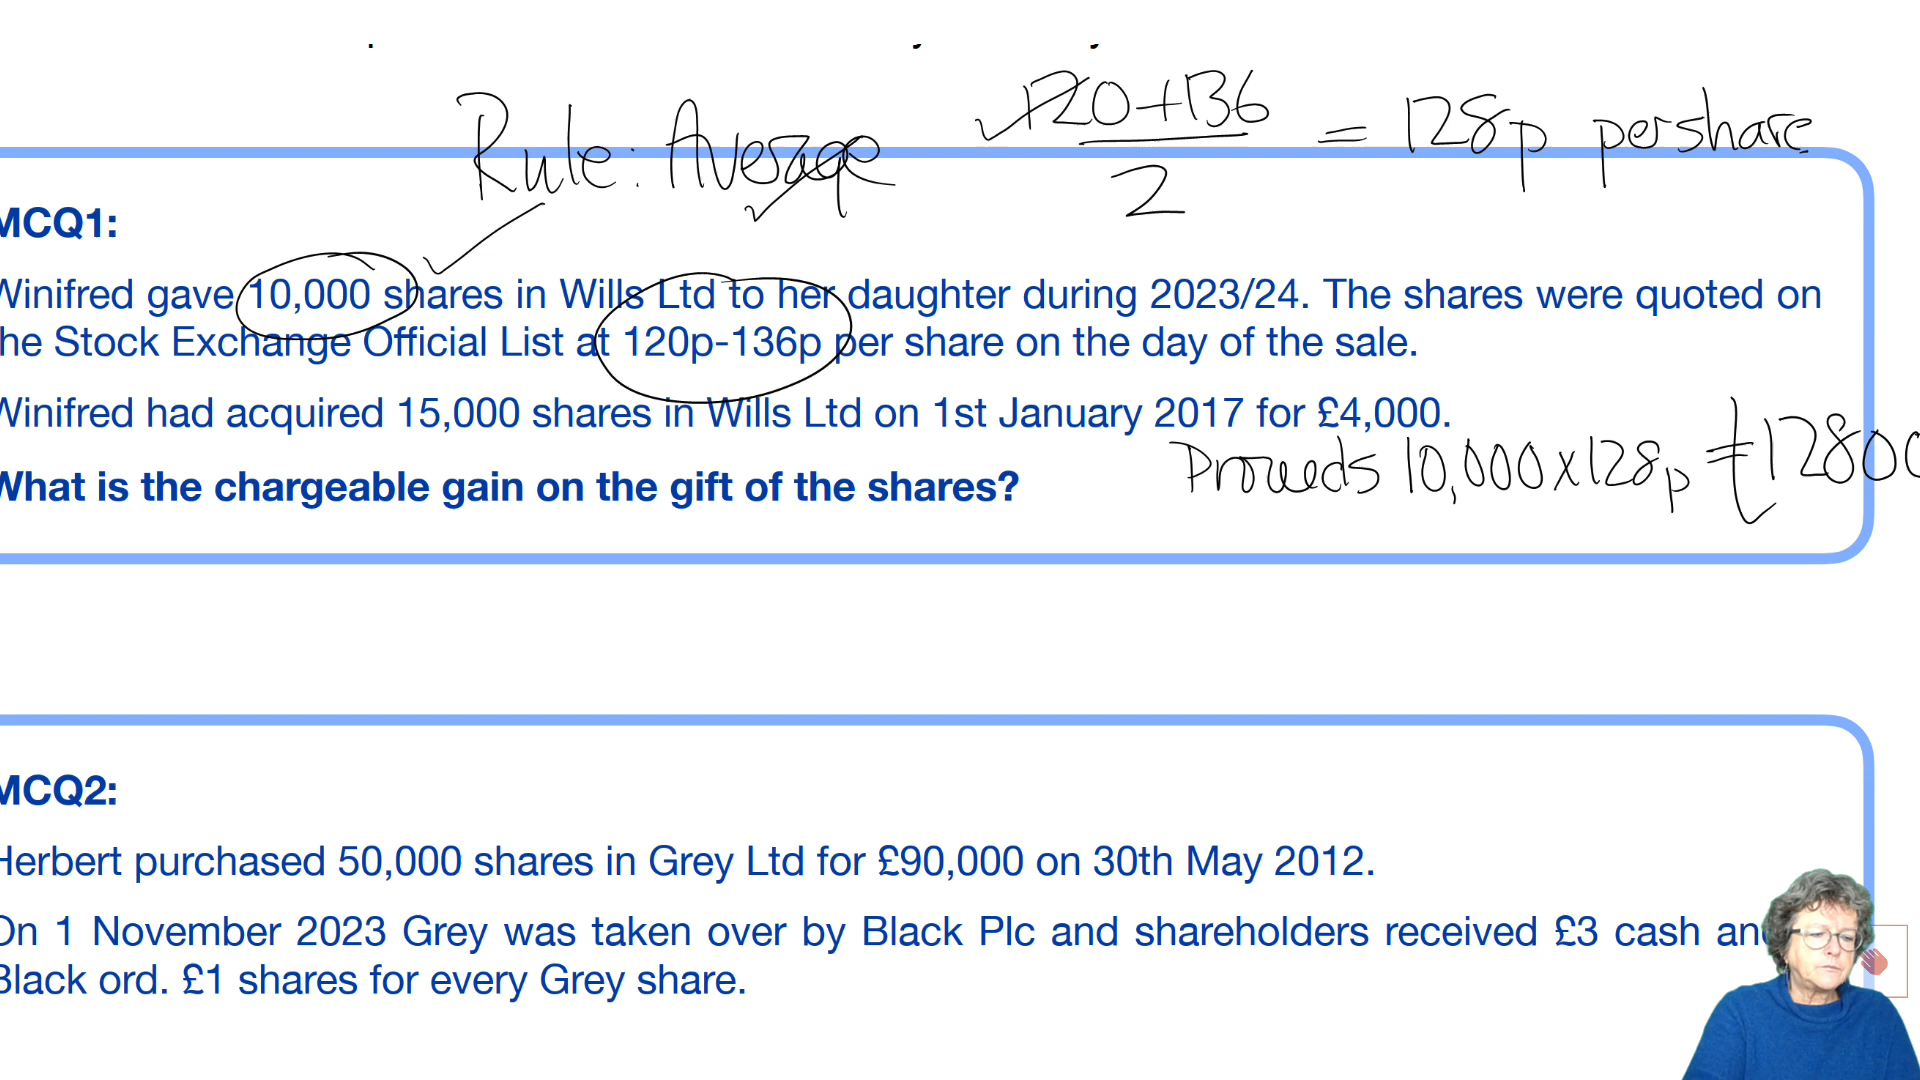 Rule: Average 120+136 = 128p per share
2
MCQ1:
Winifred gave 10,000 shares in Wills Ltd to her daughter during 2023/24. The shares were quoted on
the Stock Exchange Official List at 120p-136p per share on the day of the sale.
Winifred had acquired 15,000 shares in Wills Ltd on 1st January 2017 for £4,000.
Proceeds 10,000x128p = £12800
What is the chargeable gain on the gift of the shares?
MCQ2:
Herbert purchased 50,000 shares in Grey Ltd for £90,000 on 30th May 2012.
On 1 November 2023 Grey was taken over by Black Plc and shareholders received £3 cash and
Black ord. £1 shares for every Grey share.